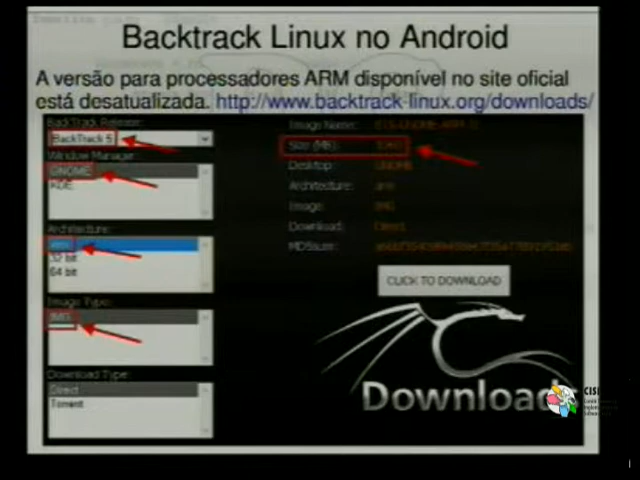 Backtrack Linux no Android
A versão para processadores ARM disponível no site oficial
está desatualizada. http://www.backtrack-linux.org/downloads/
BackTrack Release:
BackTrack 5
Window Manager:
GNOME
KDE
Architecture:
arm
32 bit
64 bit
Image Type:
IMG
Download Type:
Direct
Torrent
Image Name:
Size (MB):
Desktop: GNOME
Architecture: arm
Image: IMG
Download: Direct
MD5sum:
CLICK TO DOWNLOAD
Downloads